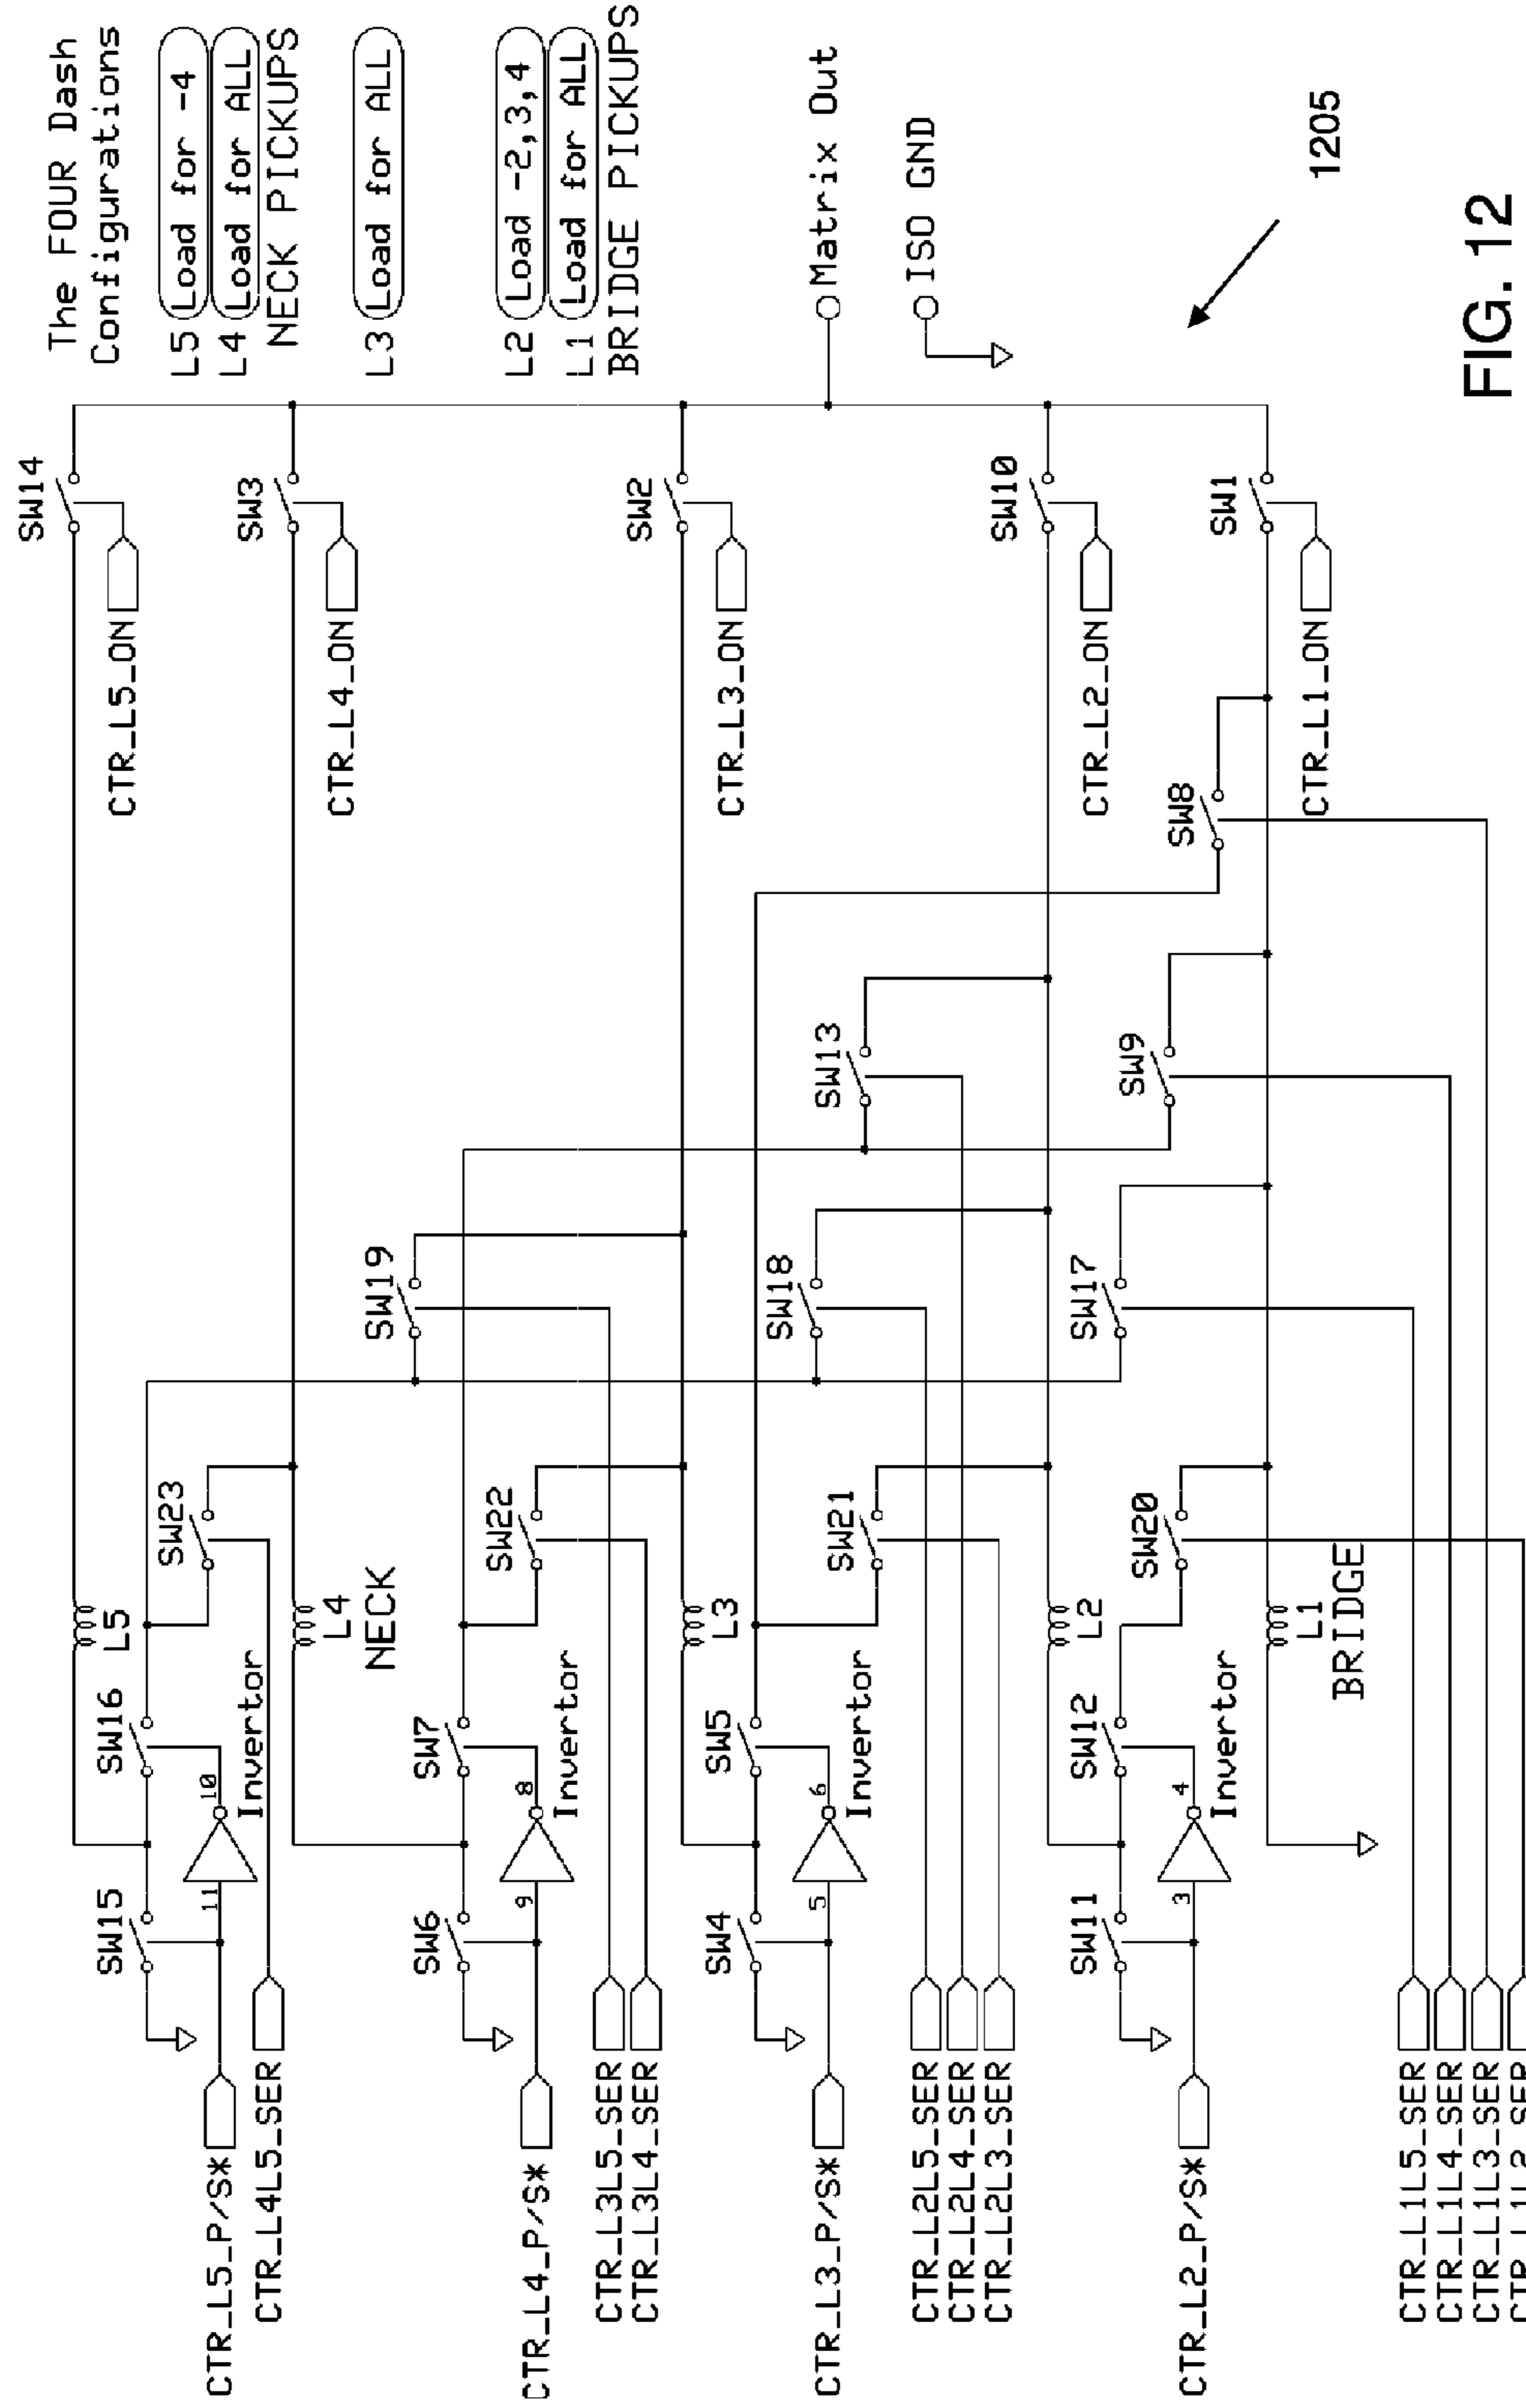 The FOUR Dash
Configurations
L5 Load for -4
L4 Load for ALL
NECK PICKUPS
L3 Load for ALL
L2 Load -2,3,4
L1 Load for ALL
BRIDGE PICKUPS
Matrix Out
ISO GND
1205
FIG. 12
SW14
CTR_L5_ON
SW3
CTR_L4_ON
SW2
CTR_L3_ON
SW10
CTR_L2_ON
SW1
CTR_L1_ON
SW8
SW13
SW9
SW19
SW18
SW17
SW23
SW22
SW21
SW20
L5
L4
NECK
L3
L2
L1
BRIDGE
SW15
SW16
11
10
Invertor
SW6
SW7
9
8
Invertor
SW4
SW5
5
6
Invertor
SW11
SW12
3
4
Invertor
CTR_L5_P/S*
CTR_L4L5_SER
CTR_L4_P/S*
CTR_L3L5_SER
CTR_L3L4_SER
CTR_L3_P/S*
CTR_L2L5_SER
CTR_L2L4_SER
CTR_L2L3_SER
CTR_L2_P/S*
CTR_L1L5_SER
CTR_L1L4_SER
CTR_L1L3_SER
CTR_L1L2_SER